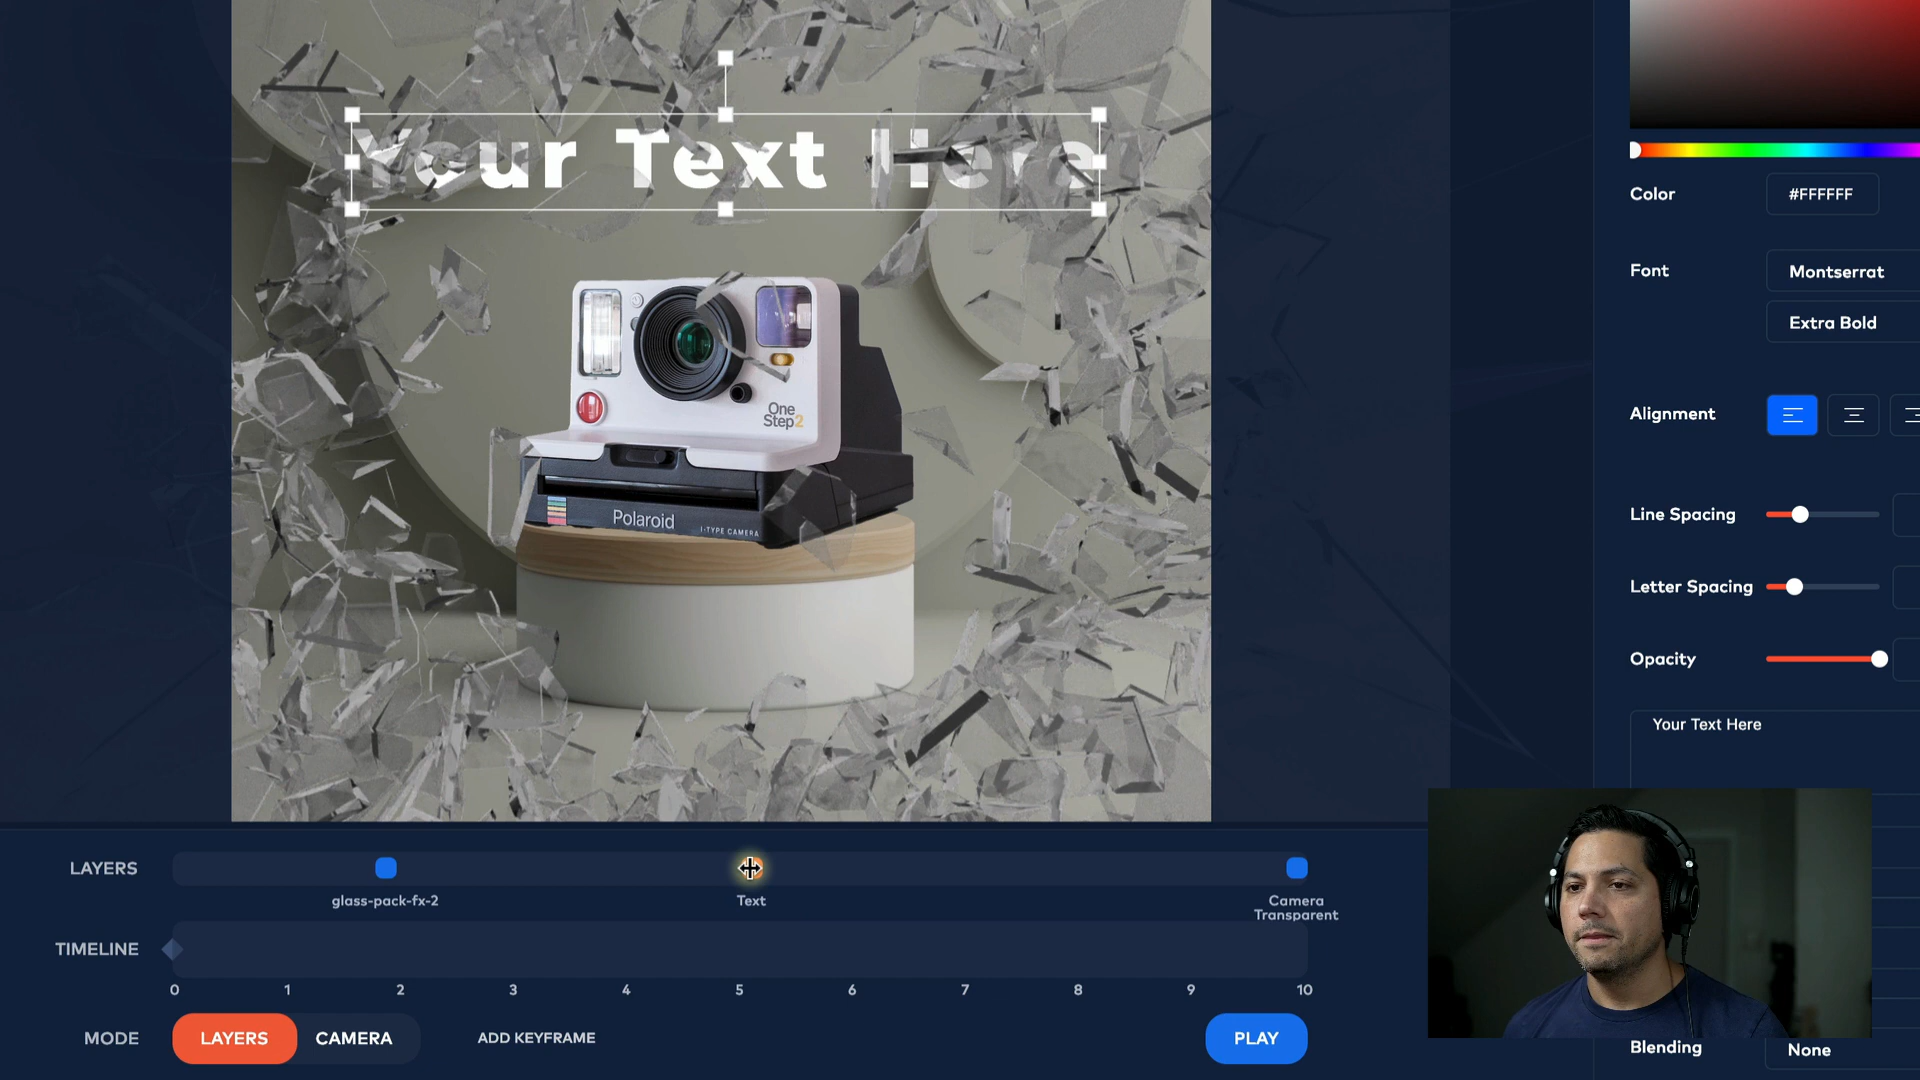 Your Text Here
One
Step2
Polaroid
I-TYPE CAMERA
Color
#FFFFFF
Font
Montserrat
Extra Bold
Alignment
Line Spacing
Letter Spacing
Opacity
Your Text Here
Blending
None
LAYERS
glass-pack-fx-2
Text
Camera
Transparent
TIMELINE
0 1 2 3 4 5 6 7 8 9 10
MODE
LAYERS
CAMERA
ADD KEYFRAME
PLAY